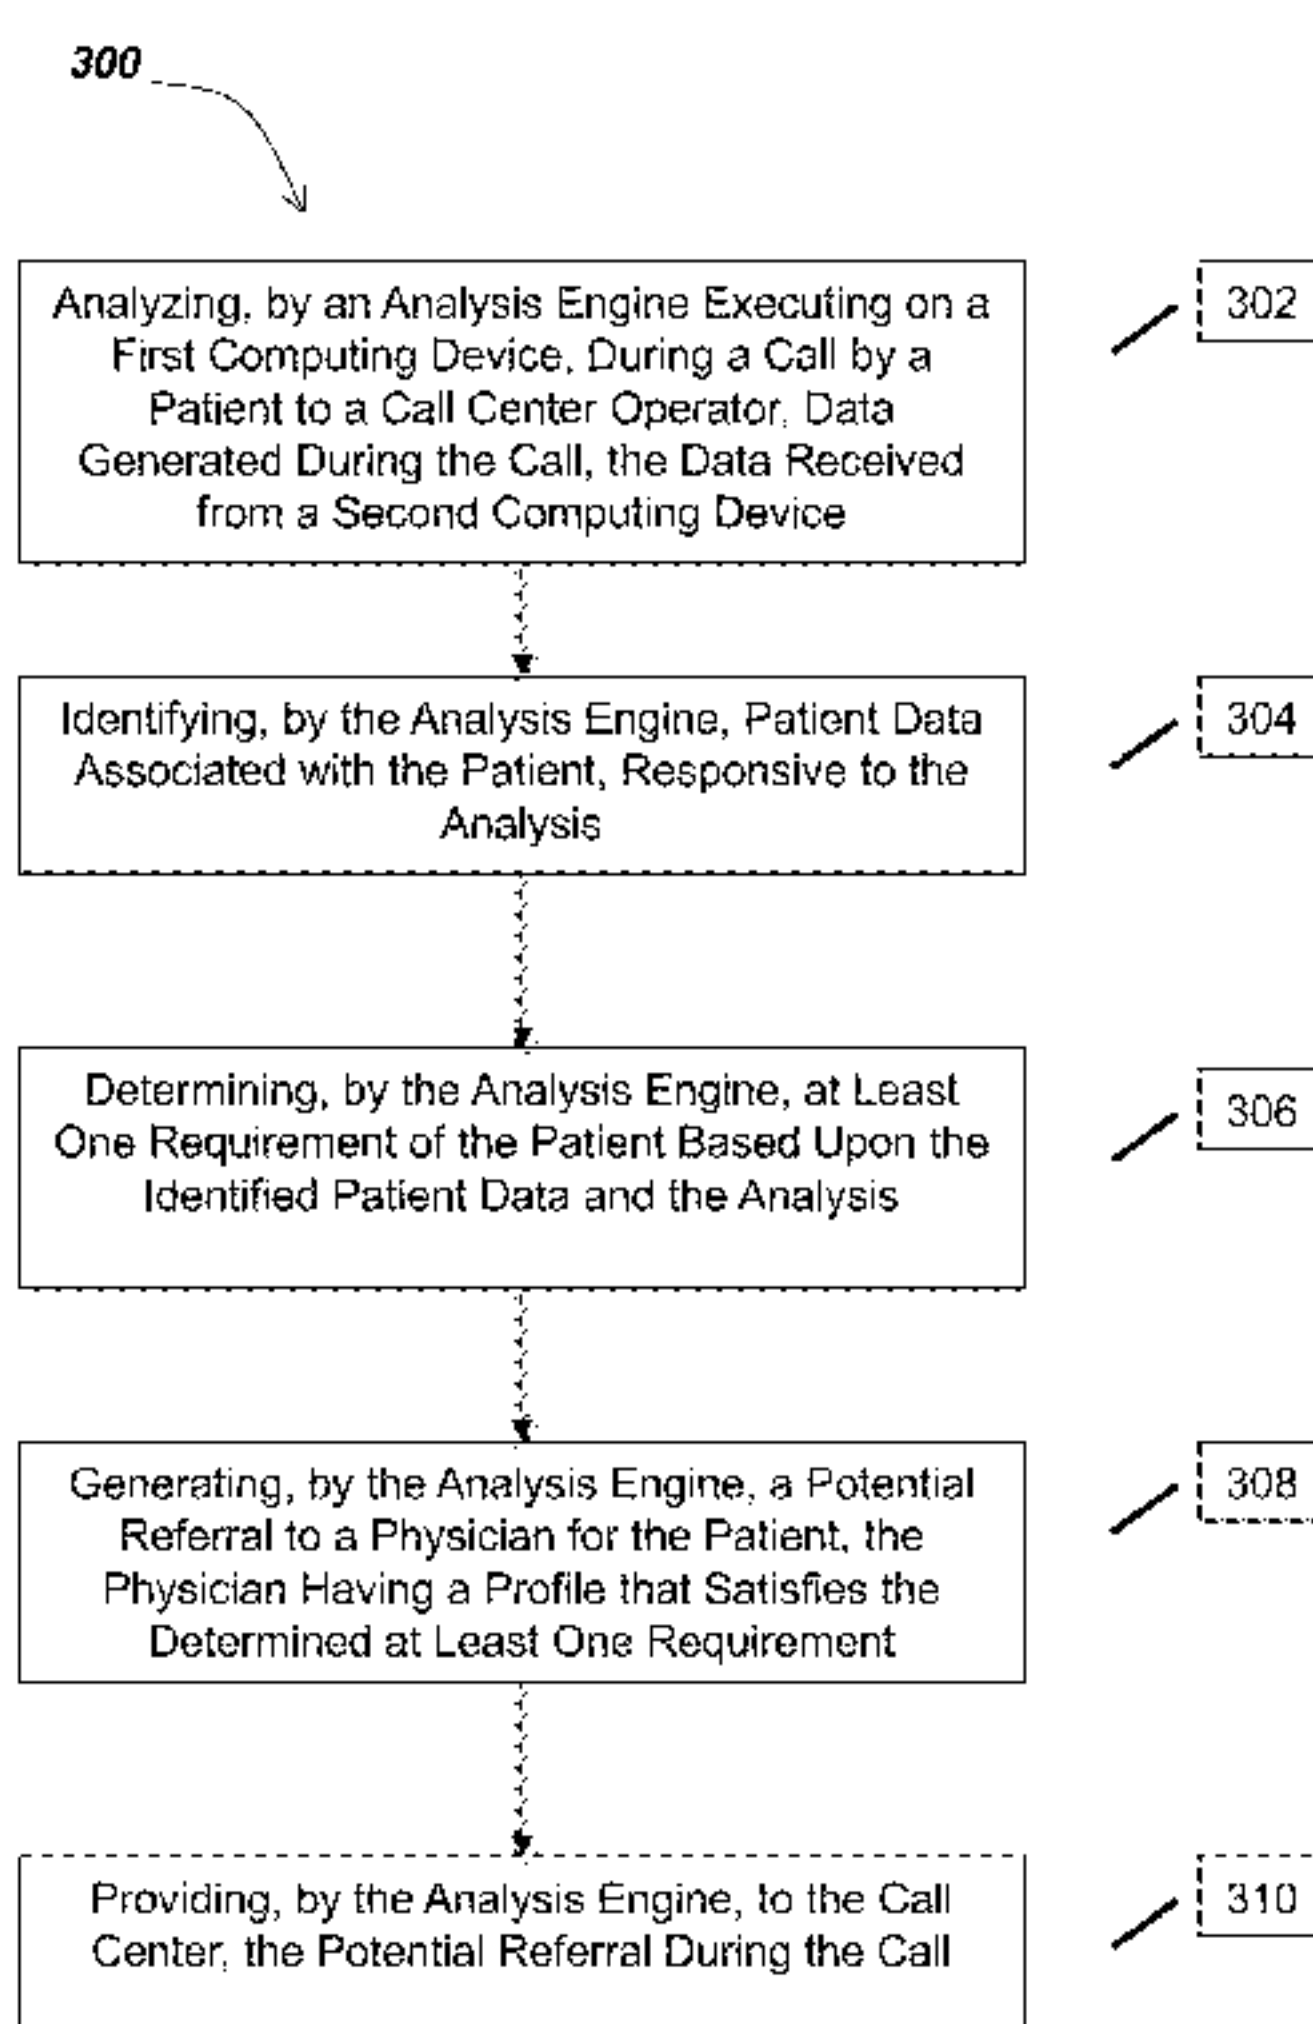 300
Analyzing, by an Analysis Engine Executing on a
First Computing Device, During a Call by a
Patient to a Call Center Operator, Data
Generated During the Call, the Data Received
from a Second Computing Device
302
Identifying, by the Analysis Engine, Patient Data
Associated with the Patient, Responsive to the
Analysis
304
Determining, by the Analysis Engine, at Least
One Requirement of the Patient Based Upon the
Identified Patient Data and the Analysis
306
Generating, by the Analysis Engine, a Potential
Referral to a Physician for the Patient, the
Physician Having a Profile that Satisfies the
Determined at Least One Requirement
308
Providing, by the Analysis Engine, to the Call
Center, the Potential Referral During the Call
310